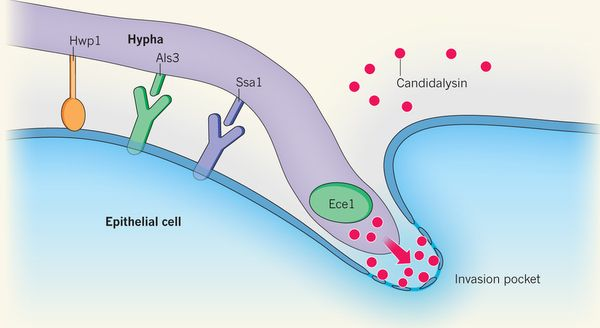 Hwp1
Hypha
Als3
Ssa1
Candidalysin
Ece1
Epithelial cell
Invasion pocket